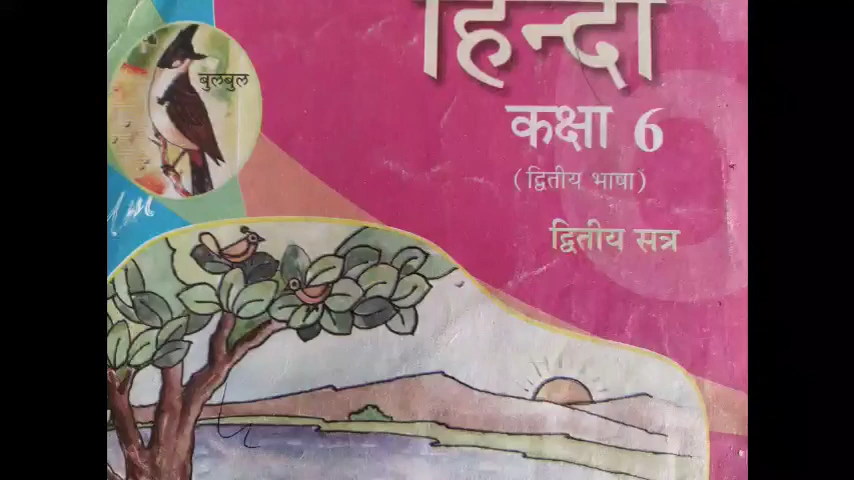 हिन्दी
बुलबुल
कक्षा 6
(द्वितीय भाषा)
द्वितीय सत्र